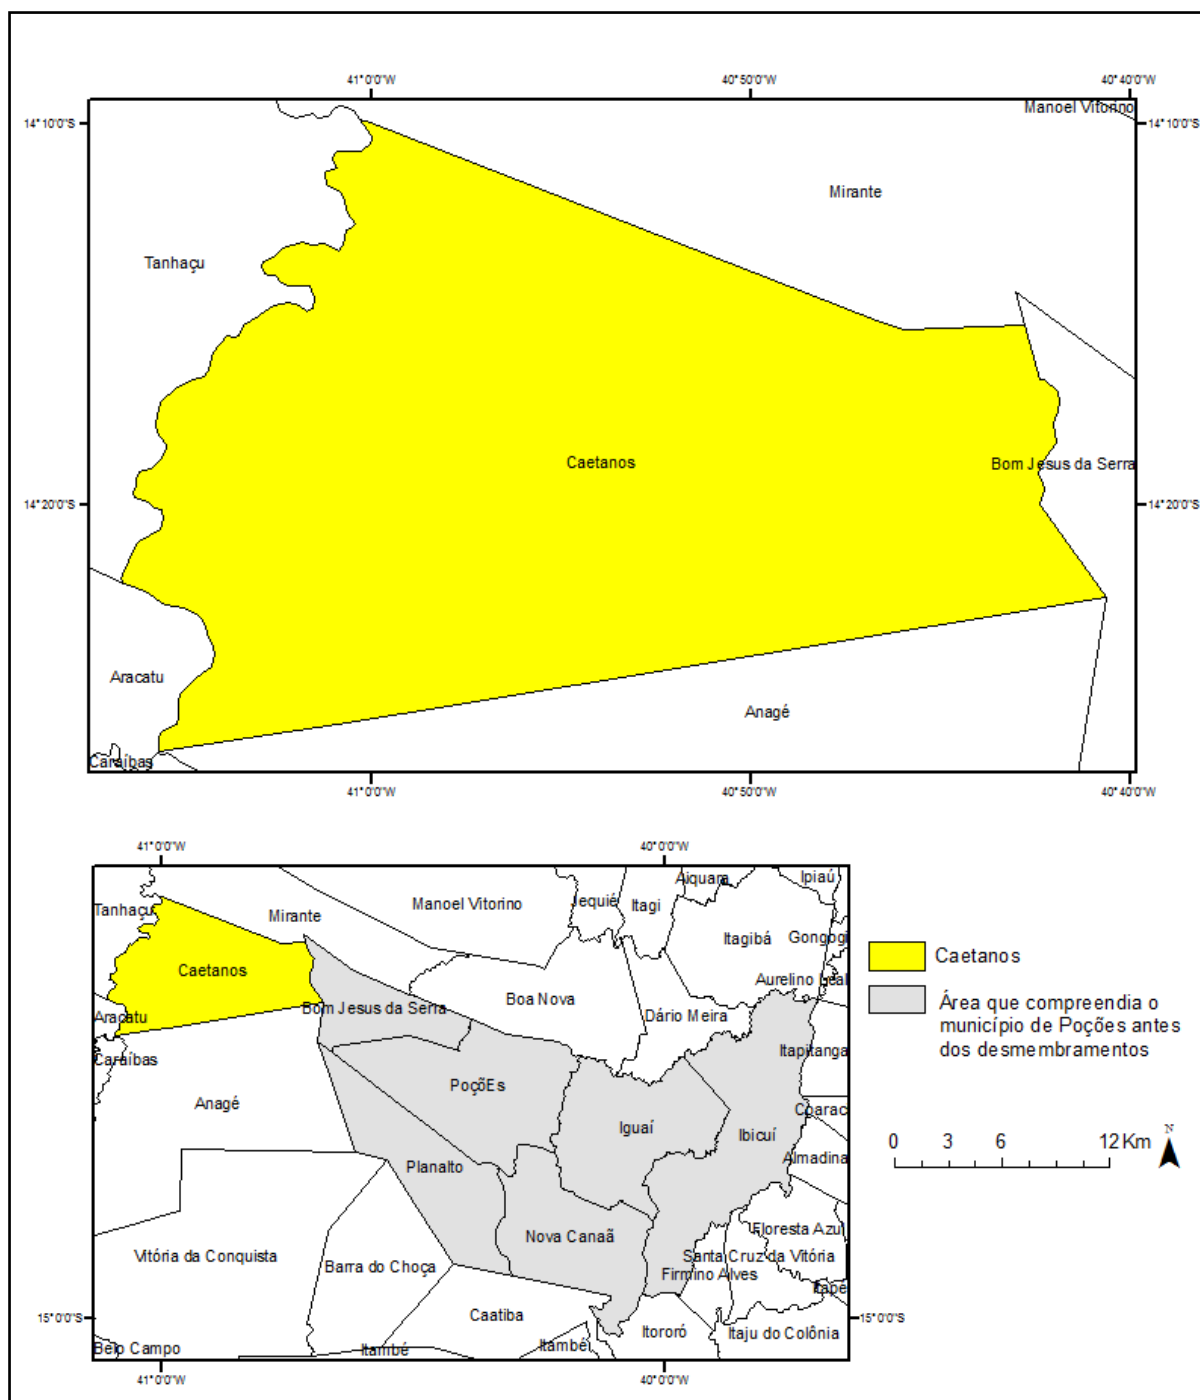 41°0'0"W
40°50'0"W
40°40'0"W
14°10'0"S
Manoel Vitorino
14°10'0"S
Mirante
Tanhaçu
Caetanos
Bom Jesus da Serra
14°20'0"S
14°20'0"S
Aracatu
Anagé
Caraíbas
41°0'0"W
40°50'0"W
40°40'0"W
41°0'0"W
40°0'0"W
Aiquara
Ipiaú
Tanhaçu
Mirante
Manoel Vitorino
Jequié
Itagi
Itagibá
Gongogi
Caetanos
Aurelino Leal
Boa Nova
Bom Jesus da Serra
Dário Meira
Aracatu
Caraíbas
Itapitanga
PoçõEs
Anagé
Iguaí
Ibicuí
Coarac
Almadina
Planalto
Nova Canaã
Floresta Azul
Vitória da Conquista
Barra do Choça
Santa Cruz da Vitória
Firmino Alves
Itapé
Caatiba
15°0'0"S
15°0'0"S
Itororó
Itaju do Colônia
Belo Campo
Itambé
Itambé
41°0'0"W
40°0'0"W
Caetanos
Área que compreendia o
município de Poções antes
dos desmembramentos
0 3 6 12 Km
N